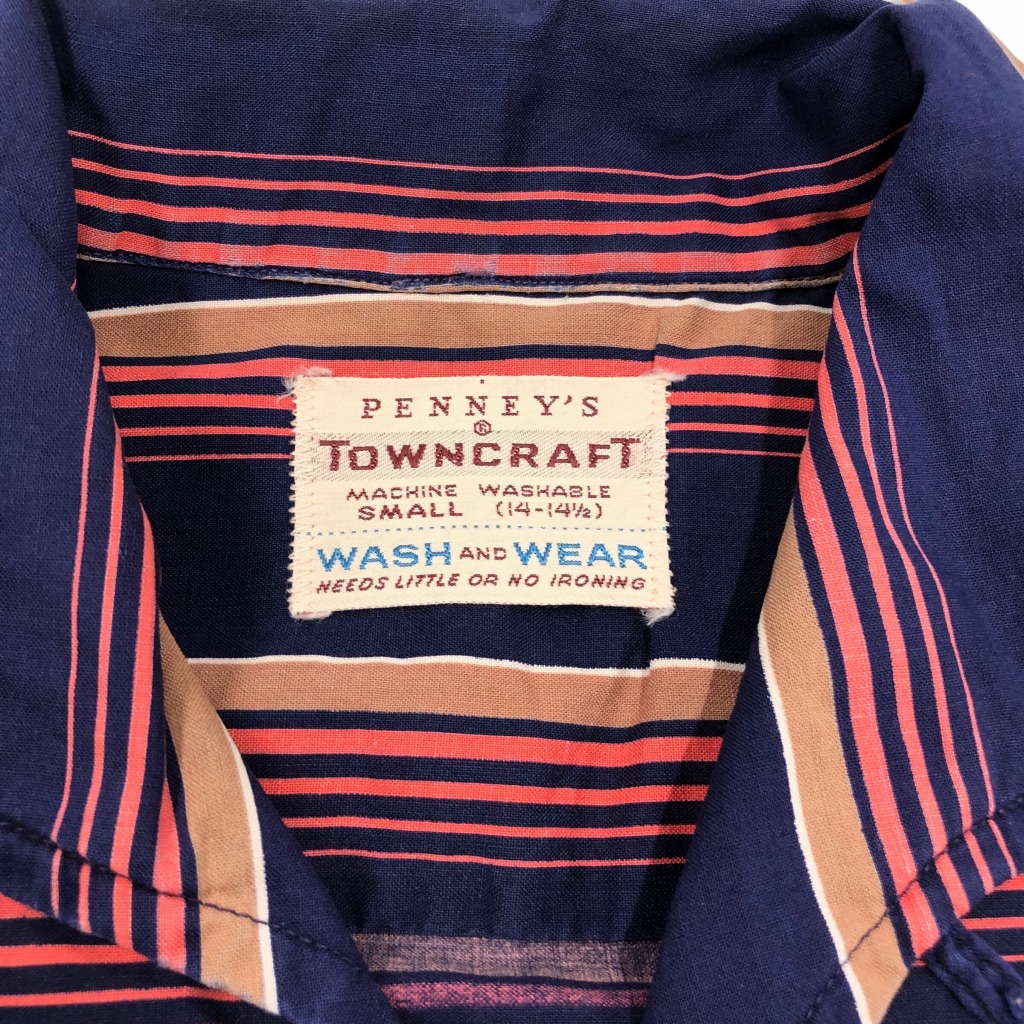 PENNEY'S
®
TOWNCRAFT
MACHINE WASHABLE
SMALL (14-14½)
WASH AND WEAR
NEEDS LITTLE OR NO IRONING